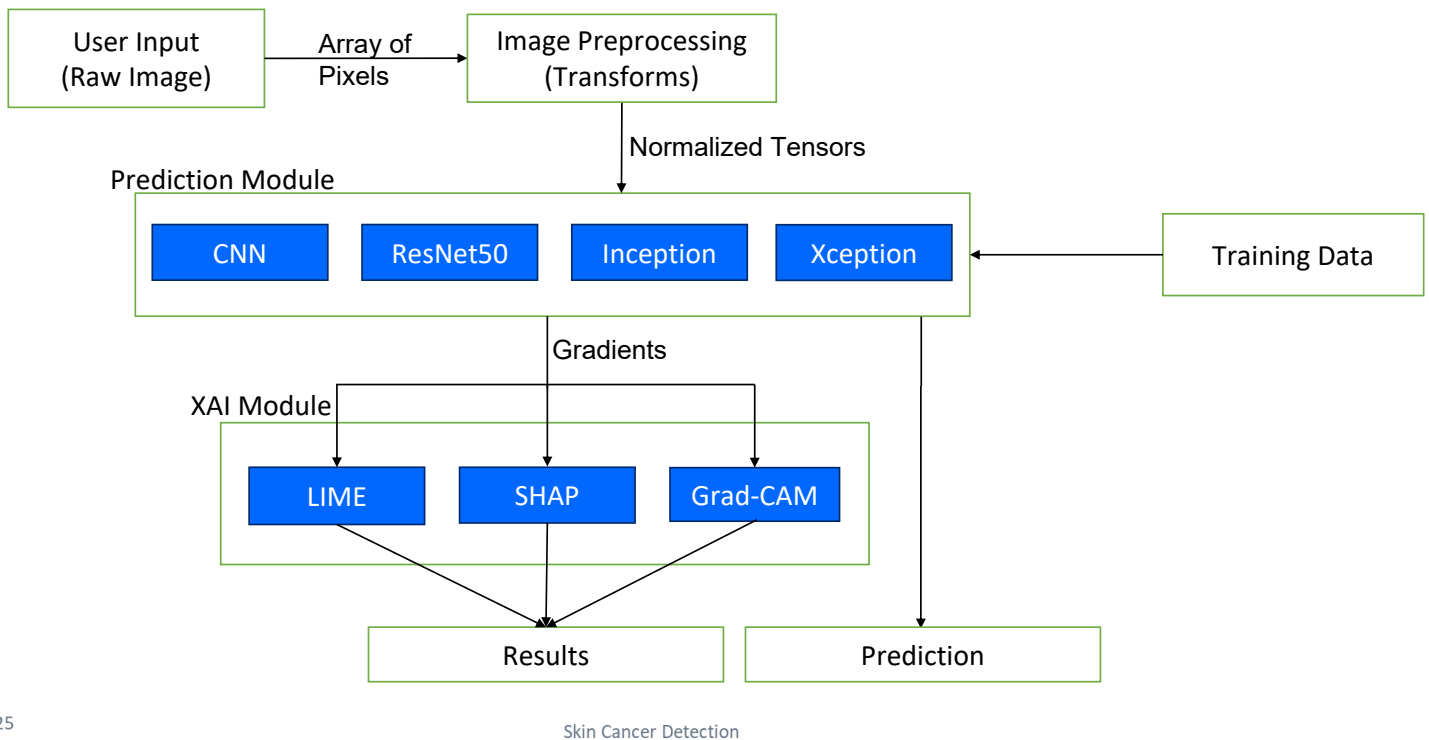 User Input
(Raw Image)
Array of
Pixels
Image Preprocessing
(Transforms)
Normalized Tensors
Prediction Module
CNN
ResNet50
Inception
Xception
Training Data
Gradients
XAI Module
LIME
SHAP
Grad-CAM
Results
Prediction
25
Skin Cancer Detection